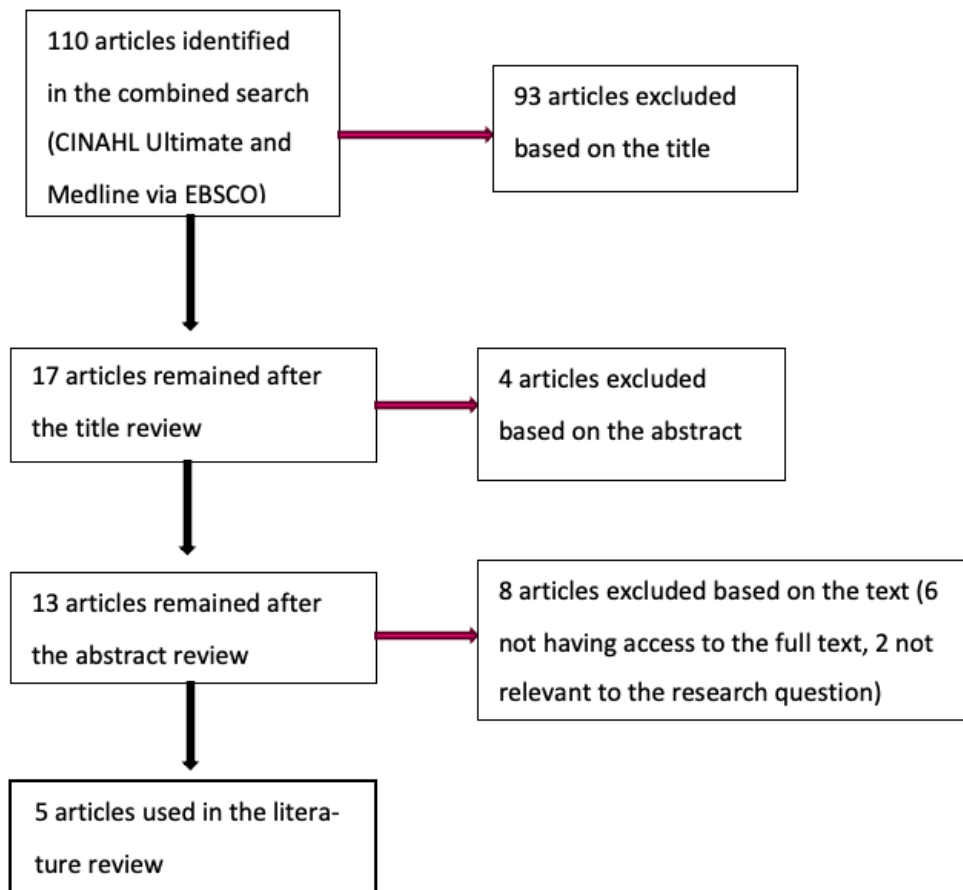 110 articles identified
in the combined search
(CINAHL Ultimate and
Medline via EBSCO)
93 articles excluded
based on the title
17 articles remained after
the title review
4 articles excluded
based on the abstract
13 articles remained after
the abstract review
8 articles excluded based on the text (6
not having access to the full text, 2 not
relevant to the research question)
5 articles used in the litera-
ture review